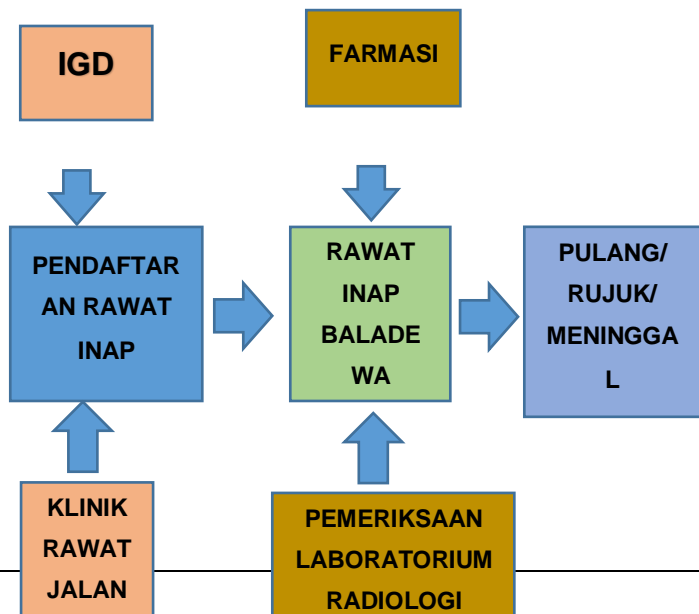 IGD
FARMASI
PENDAFTAR
AN RAWAT
INAP
RAWAT
INAP
BALADE
WA
PULANG/
RUJUK/
MENINGGA
L
KLINIK
RAWAT
JALAN
PEMERIKSAAN
LABORATORIUM
RADIOLOGI